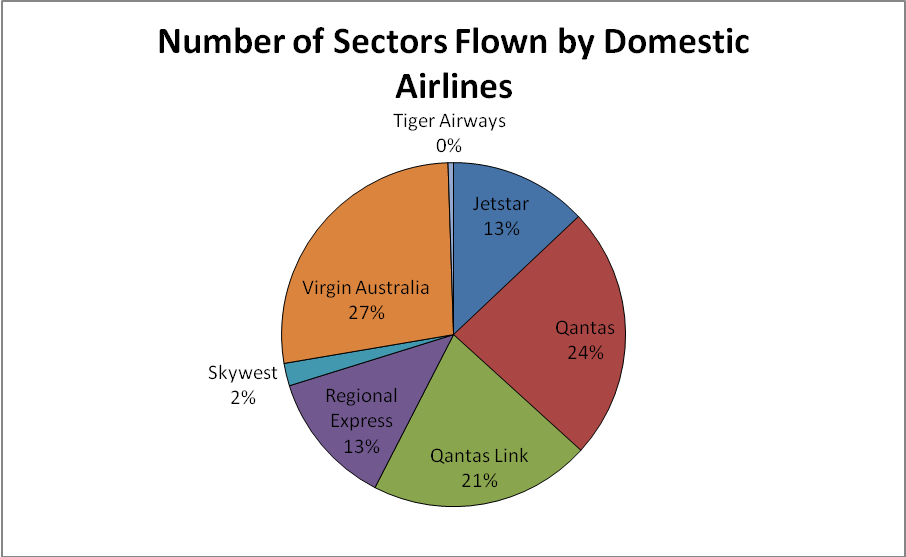 Number of Sectors Flown by Domestic
Airlines
Tiger Airways
0%
Jetstar
13%
Qantas
24%
Qantas Link
21%
Regional
Express
13%
Skywest
2%
Virgin Australia
27%